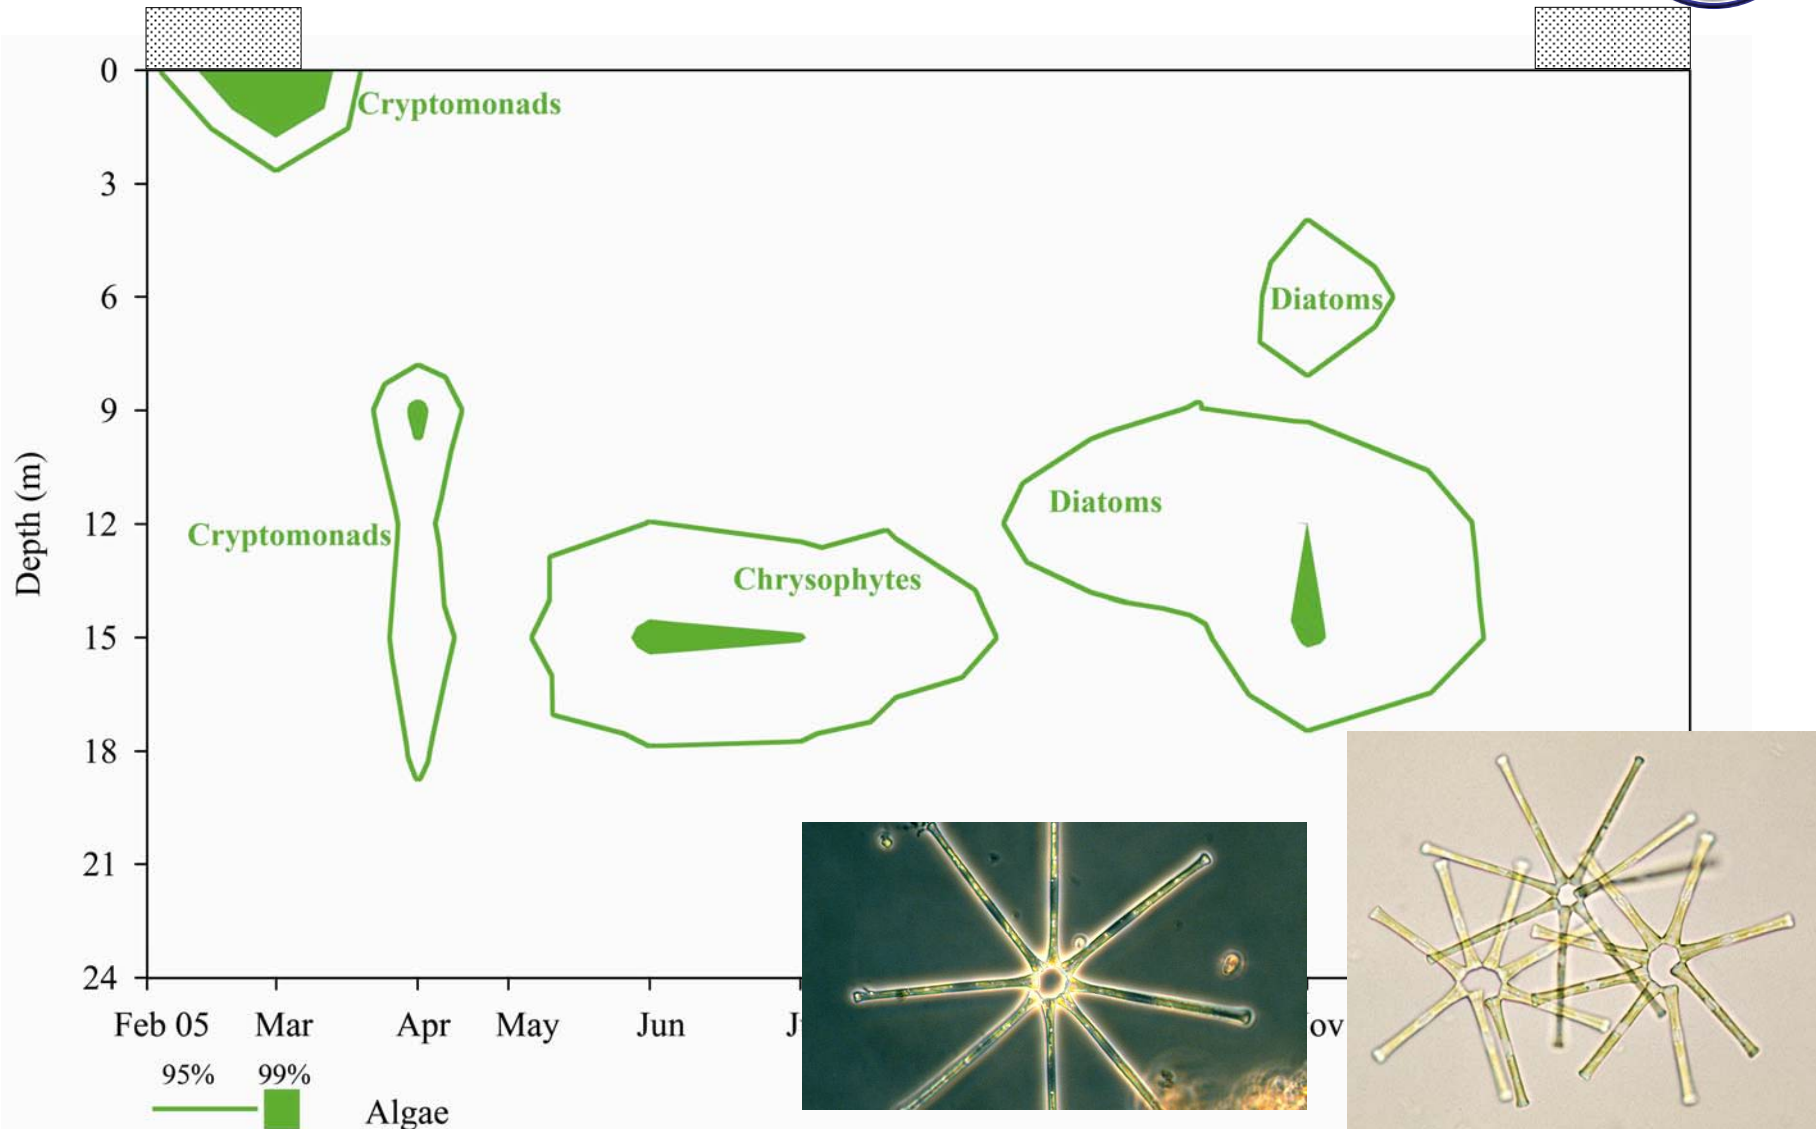 0
Cryptomonads
3
6
Diatoms
9
Diatoms
12
Cryptomonads
Chrysophytes
15
18
21
24
Depth (m)
Feb 05 Mar Apr May Jun
95% 99%
Algae